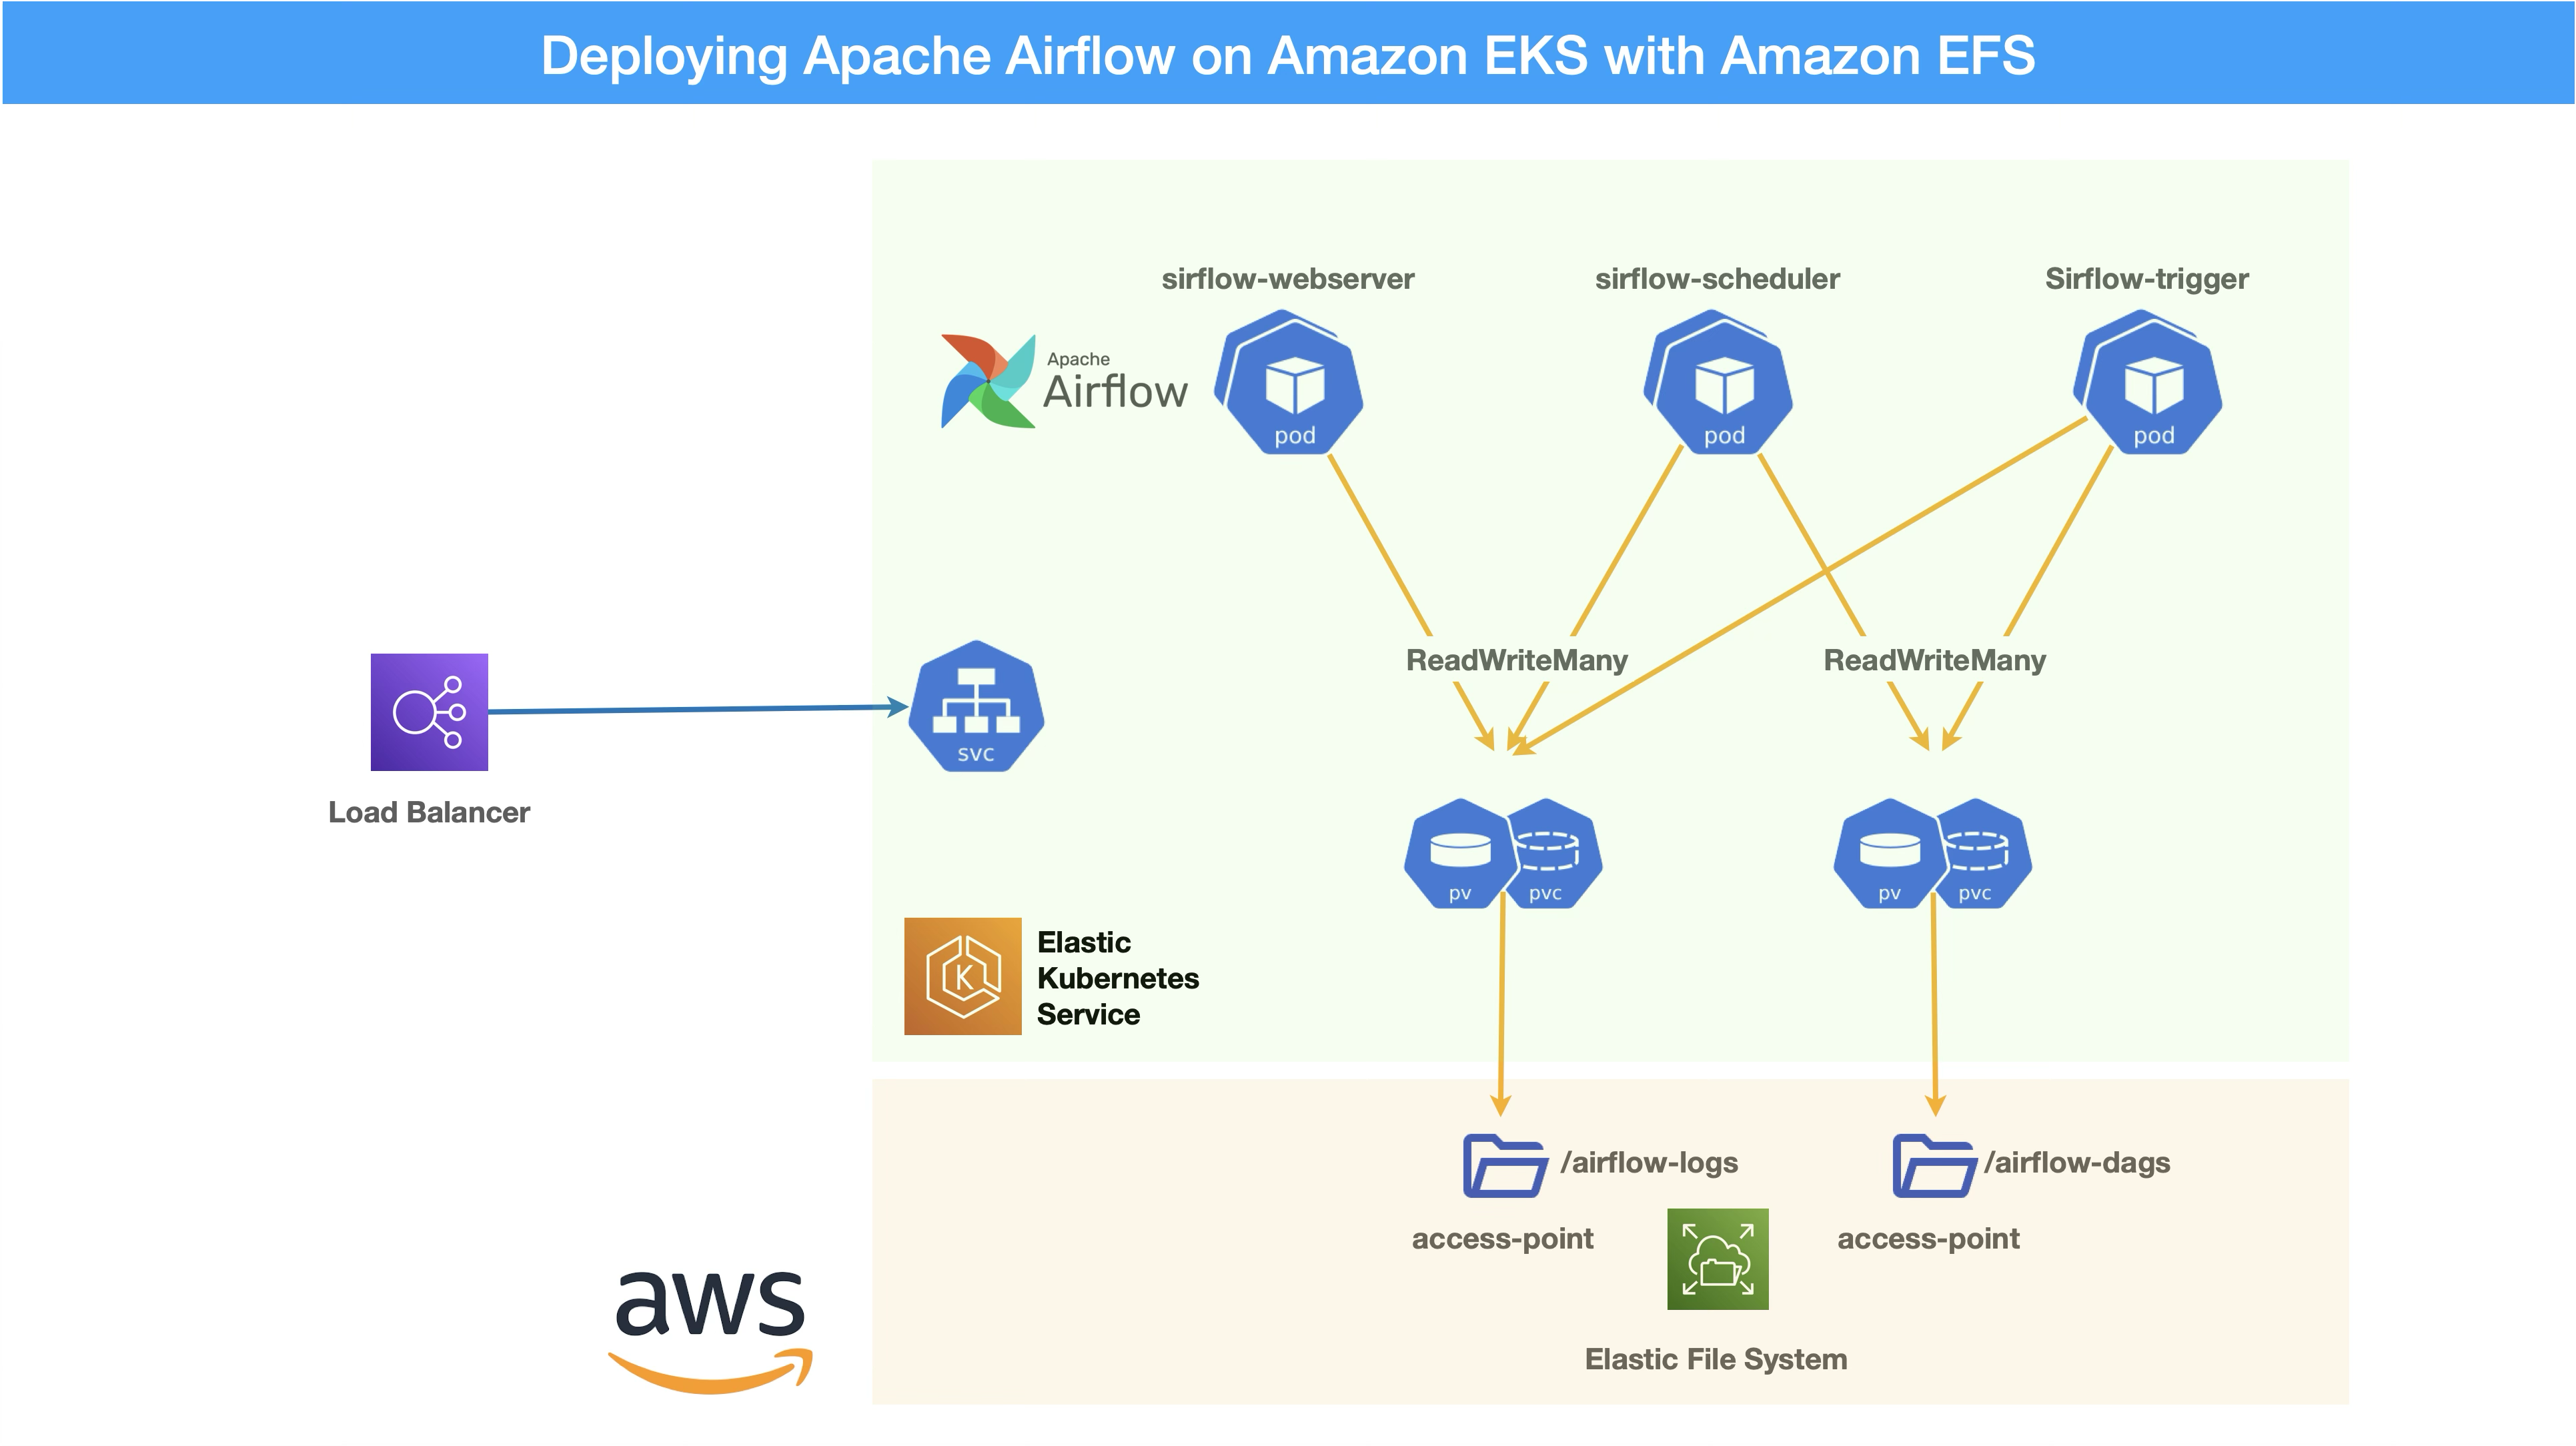 Deploying Apache Airflow on Amazon EKS with Amazon EFS
sirflow-webserver
sirflow-scheduler
Sirflow-trigger
Apache
Airflow
pod
pod
pod
ReadWriteMany
ReadWriteMany
svc
Load Balancer
pv
pvc
pv
pvc
Elastic
Kubernetes
Service
K
/airflow-logs
/airflow-dags
access-point
access-point
aws
Elastic File System